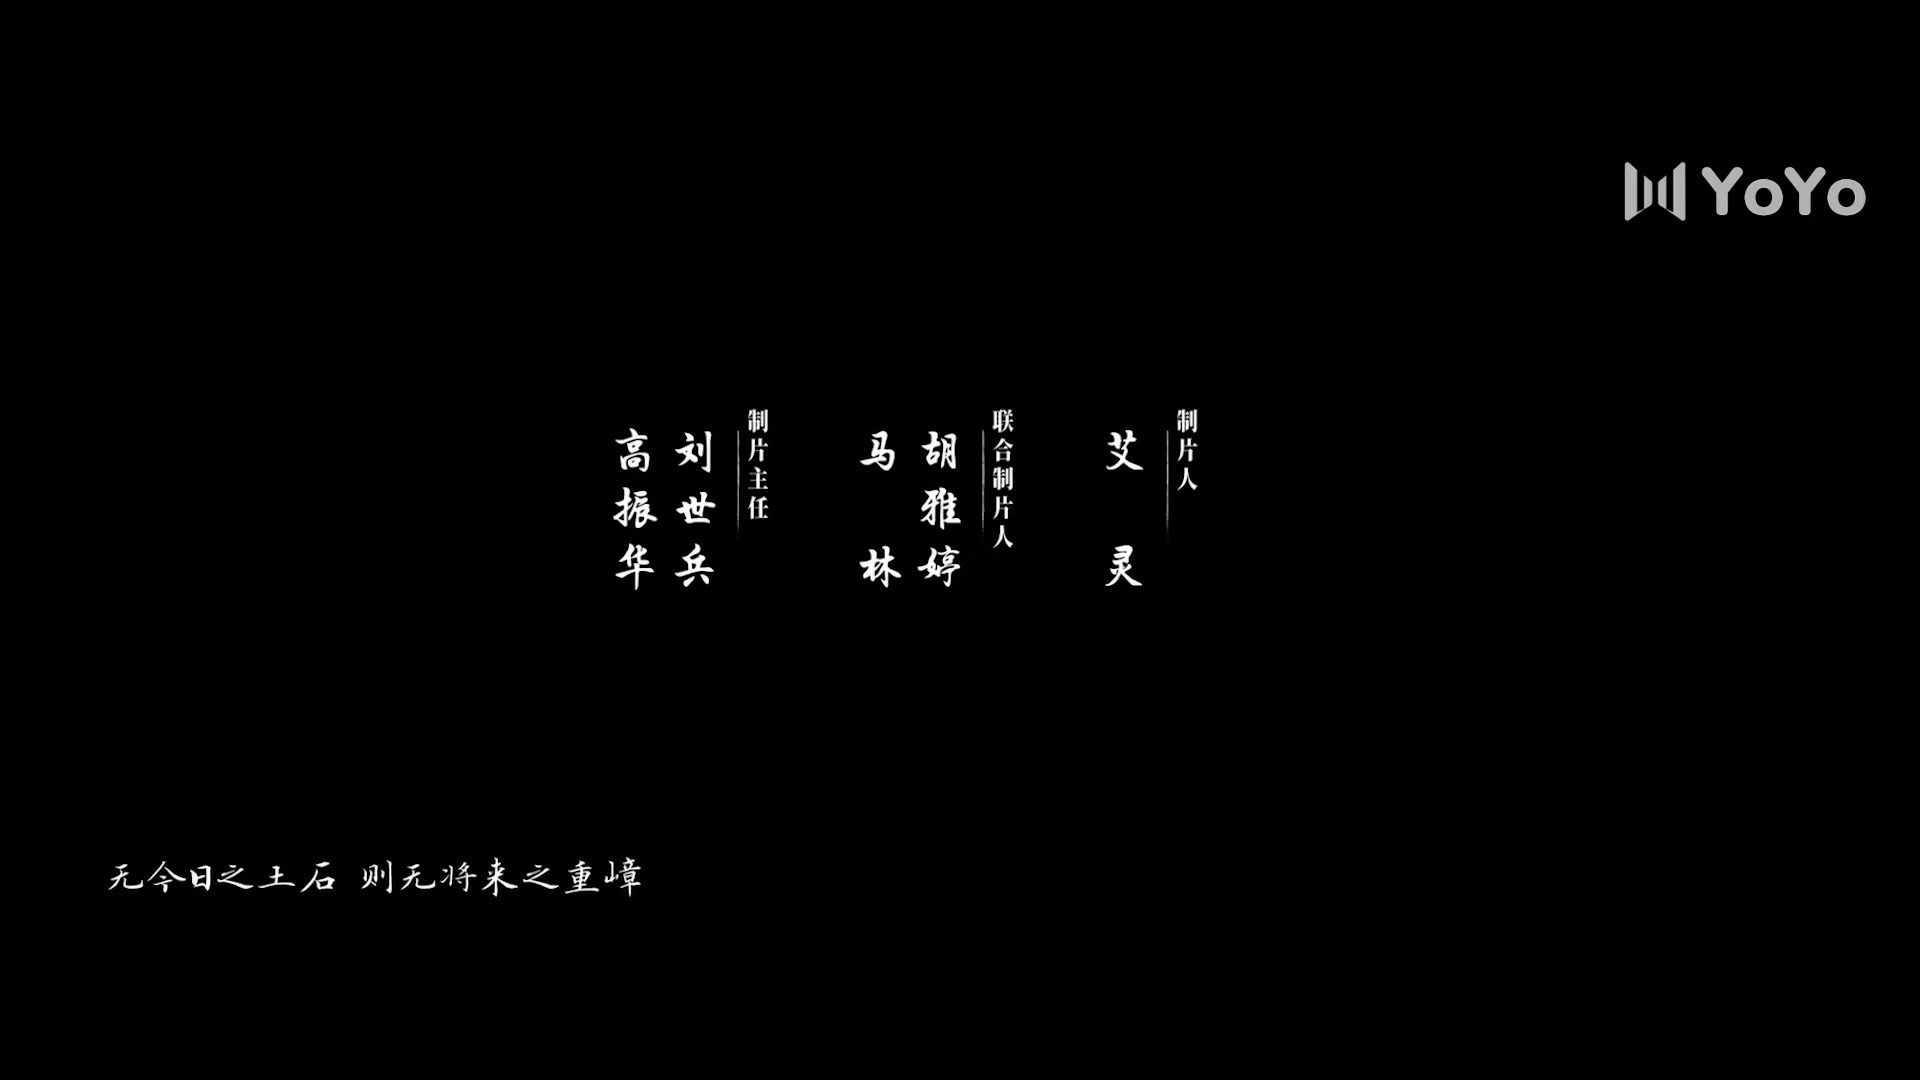 YoYo
制片人
艾灵
联合制片人
胡雅婷
马林
制片主任
刘世兵
高振华
无今日之土石 则无将来之重嶂